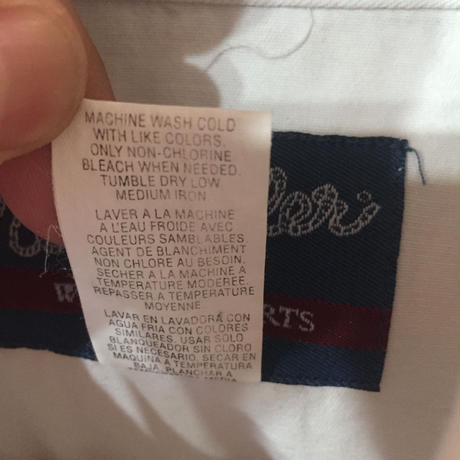 MACHINE WASH COLD
WITH LIKE COLORS.
ONLY NON-CHLORINE
BLEACH WHEN NEEDED.
TUMBLE DRY LOW
MEDIUM IRON
LAVER A LA MACHINE
A L'EAU FROIDE AVEC
COULEURS SAMBLABLES.
AGENT DE BLANCHIMENT
NON CHLORE AU BESOIN.
SECHER A LA MACHINE A
TEMPERATURE MODEREE.
REPASSER A TEMPERATURE
MOYENNE.
LAVAR EN LAVADORA CON
AGUA FRIA CON COLORES
SIMILARES. USAR SOLO
BLANQUEADOR SIN CLORO
SI ES NECESARIO. SECAR EN
MAQUINA A TEMPERATURA
BAJA. PLANCHAR A
RTS